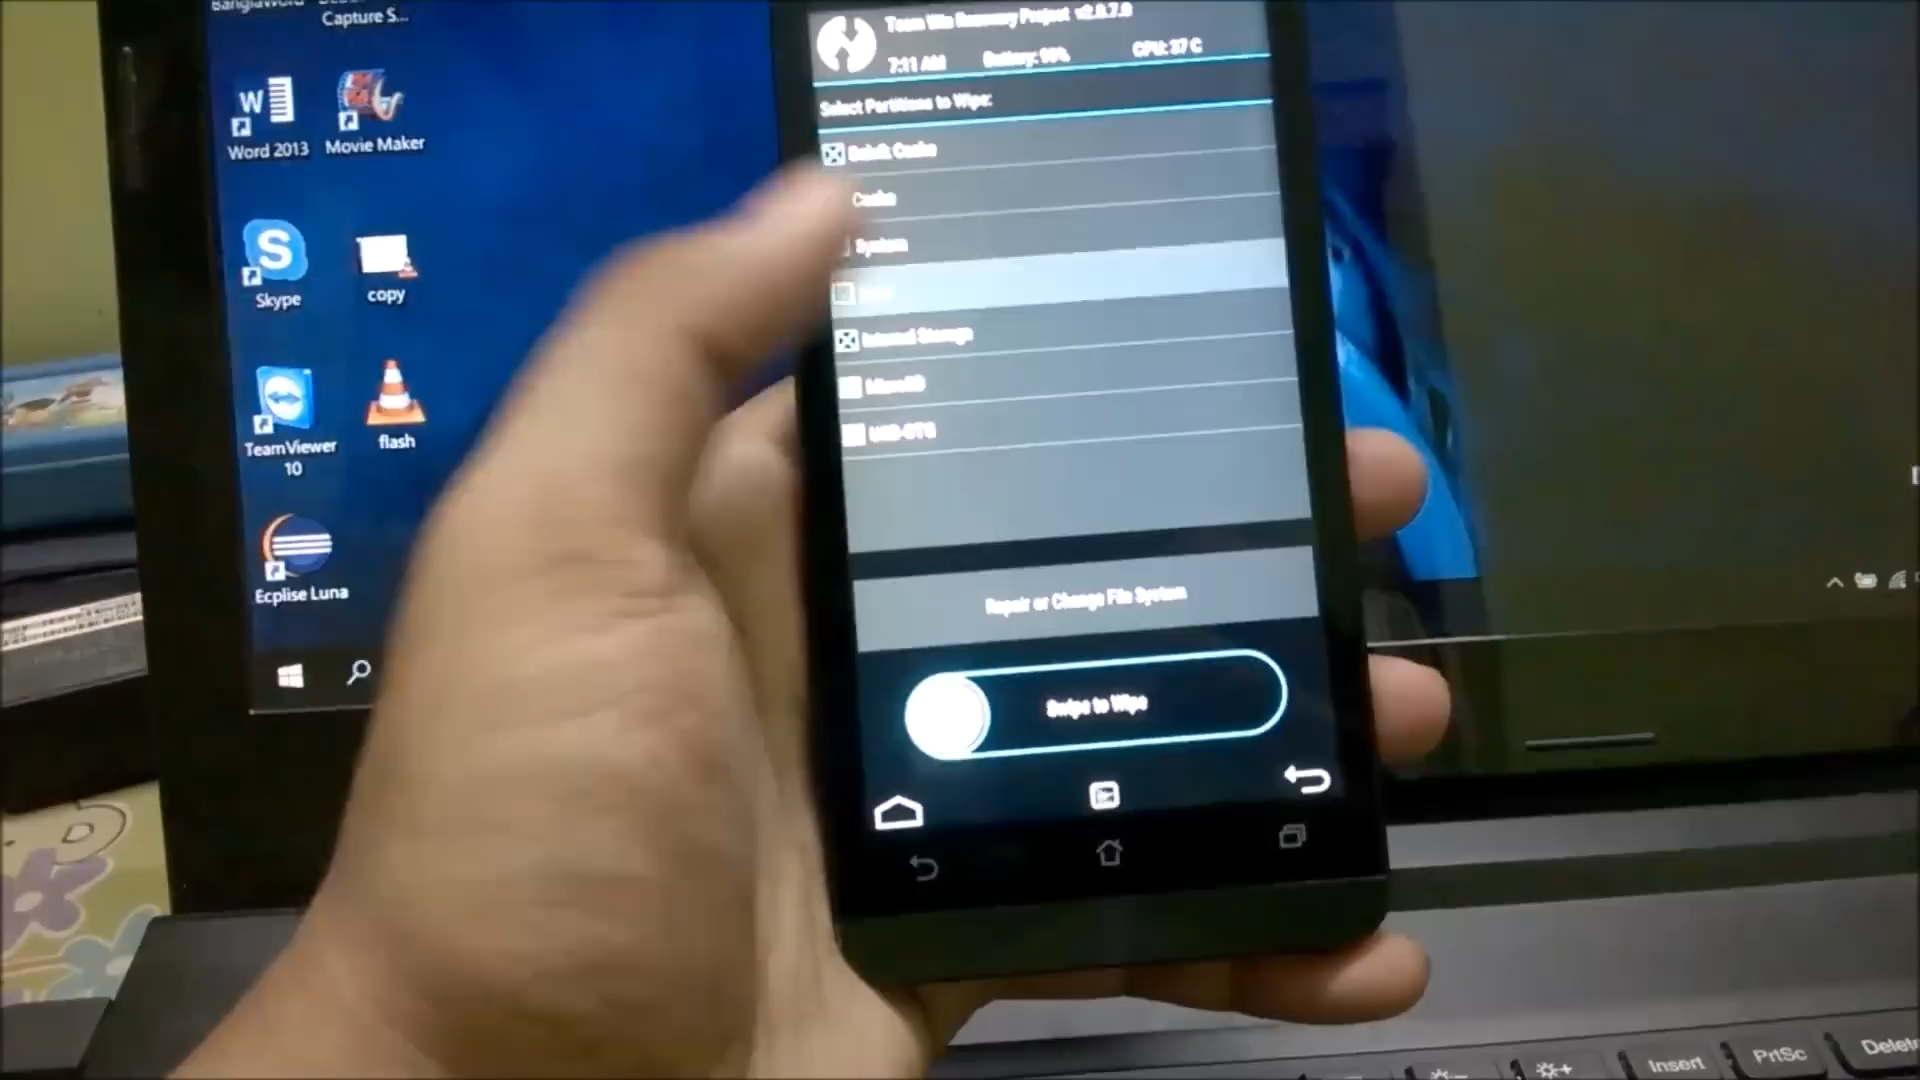 BanglaWord
Capture S...
Word 2013
Movie Maker
Skype
copy
TeamViewer
10
flash
Ecplise Luna
Team Win Recovery Project v2.8.7.0
7:11 AM Battery: CPU: 37 C
Select Partitions to Wipe:
Dalvik Cache
Cache
System
Internal Storage
MicroSD
USB-OTG
Repair or Change File System
Swipe to Wipe
Insert
PrtSc
Delete